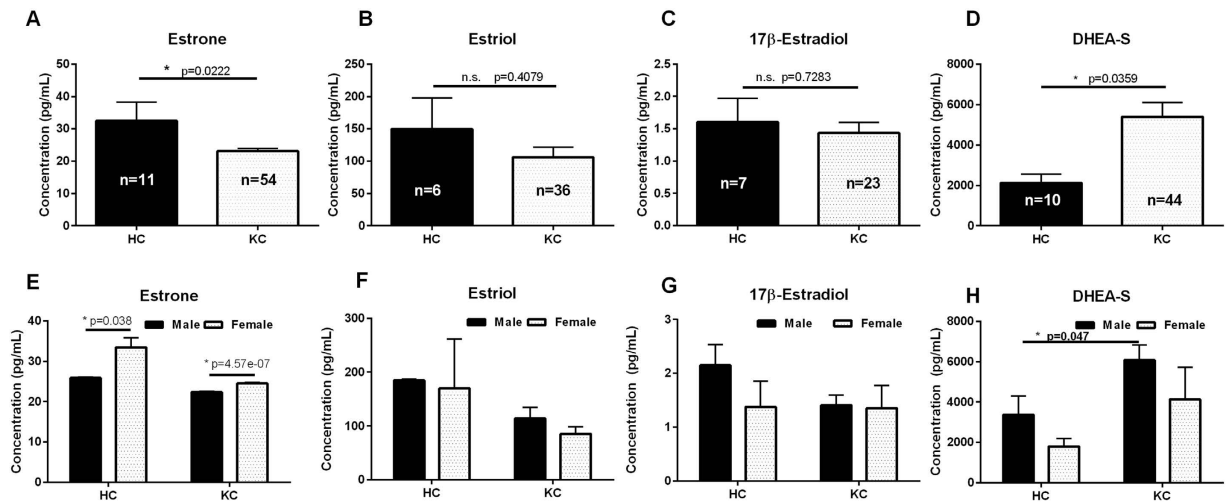 A
Estrone
Concentration (pg/mL)
50
40
30
20
10
0
* p=0.0222
n=11
n=54
HC
KC
B
Estriol
Concentration (pg/mL)
250
200
150
100
50
0
n.s. p=0.4079
n=6
n=36
HC
KC
C
17β-Estradiol
Concentration (pg/mL)
2.5
2.0
1.5
1.0
0.5
0.0
n.s. p=0.7283
n=7
n=23
HC
KC
D
DHEA-S
Concentration (pg/mL)
8000
6000
4000
2000
0
* p=0.0359
n=10
n=44
HC
KC
E
Estrone
Concentration (pg/mL)
40
30
20
10
0
Male Female
* p=0.038
* p=4.57e-07
HC
KC
F
Estriol
Concentration (pg/mL)
300
200
100
0
Male Female
HC
KC
G
17β-Estradiol
Concentration (pg/mL)
3
2
1
0
Male Female
HC
KC
H
DHEA-S
Concentration (pg/mL)
8000
6000
4000
2000
0
Male Female
* p=0.047
HC
KC